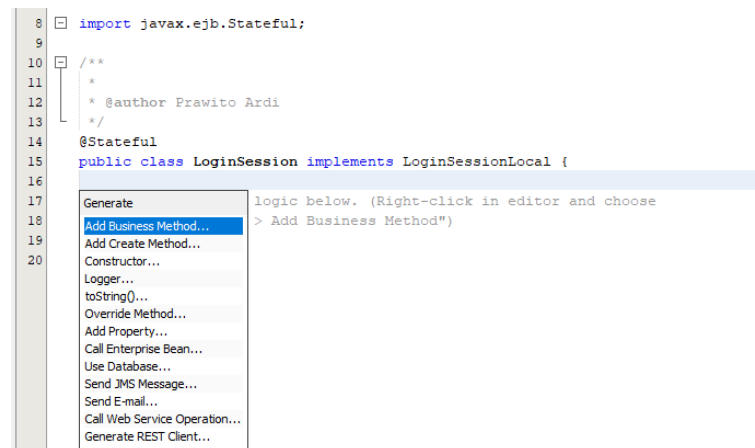 8 import javax.ejb.Stateful;
9
10 /**
11 *
12 * @author Prawito Ardi
13 */
14 @Stateful
15 public class LoginSession implements LoginSessionLocal {
16
17 Generate logic below. (Right-click in editor and choose
18 Add Business Method... > Add Business Method")
19 Add Create Method...
20 Constructor...
Logger...
toString()...
Override Method...
Add Property...
Call Enterprise Bean...
Use Database...
Send JMS Message...
Send E-mail...
Call Web Service Operation...
Generate REST Client...